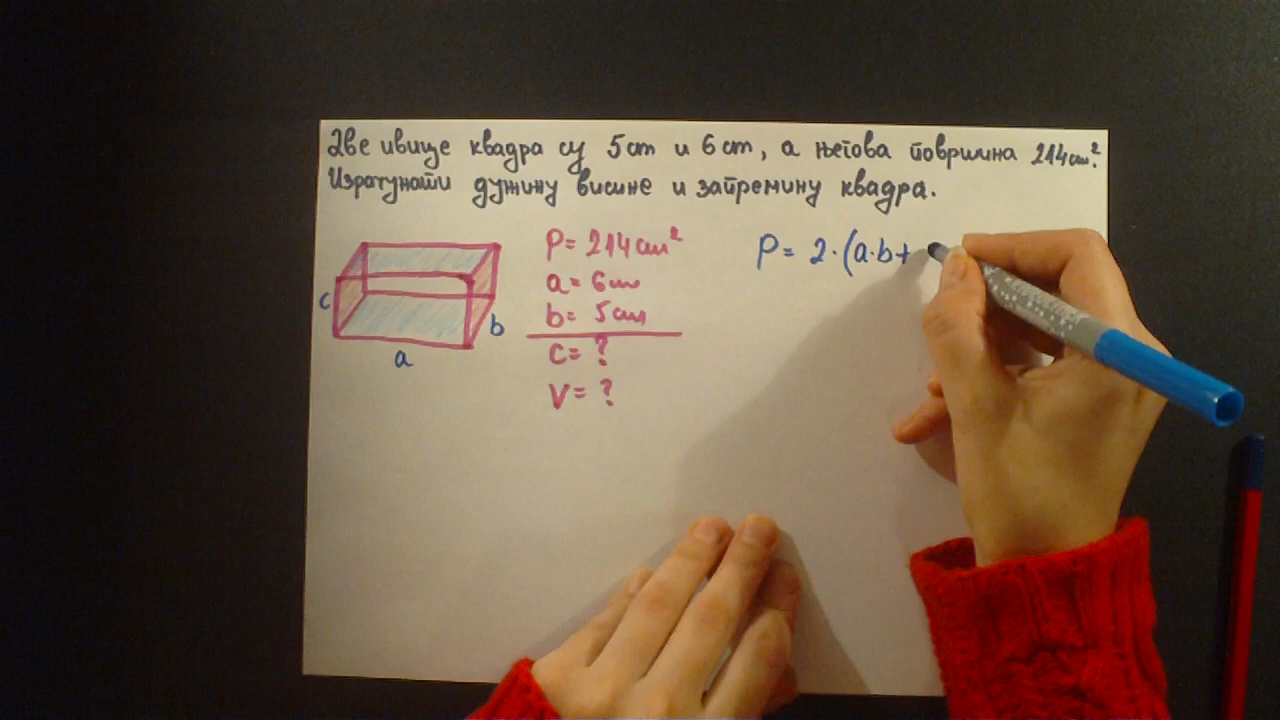 Две ивице квадра су 5cm и 6cm, а његова површина 214cm².
Израчунати дужину висине и запремину квадра.
P= 214cm²
a= 6cm
b= 5cm
c= ?
V= ?
c
b
a
P= 2·(a·b+